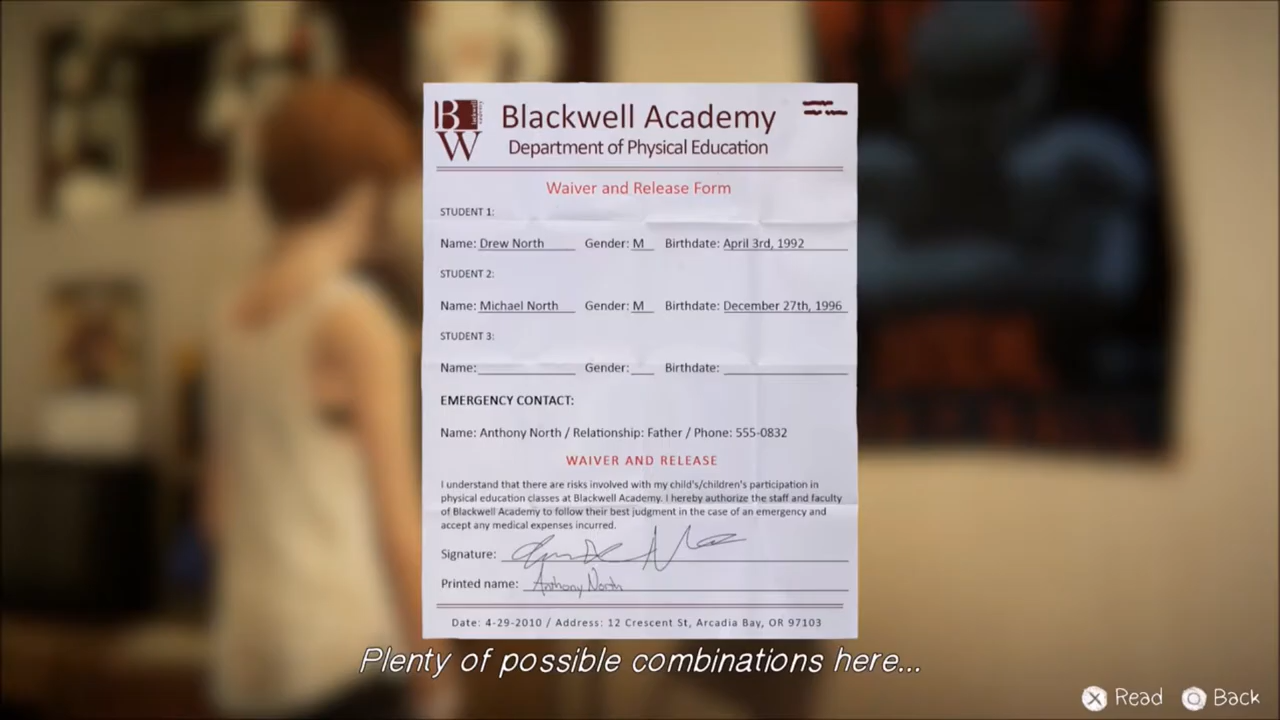 BW
Blackwell Academy
Department of Physical Education
Waiver and Release Form
STUDENT 1:
Name: Drew North Gender: M Birthdate: April 3rd, 1992
STUDENT 2:
Name: Michael North Gender: M Birthdate: December 27th, 1996
STUDENT 3:
Name: Gender: Birthdate:
EMERGENCY CONTACT:
Name: Anthony North / Relationship: Father / Phone: 555-0832
WAIVER AND RELEASE
I understand that there are risks involved with my child's/children's participation in
physical education classes at Blackwell Academy. I hereby authorize the staff and faculty
of Blackwell Academy to follow their best judgment in the case of an emergency and
accept any medical expenses incurred.
Signature:
Printed name: Anthony North
Date: 4-29-2010 / Address: 12 Crescent St, Arcadia Bay, OR 97103
Plenty of possible combinations here...
Read Back